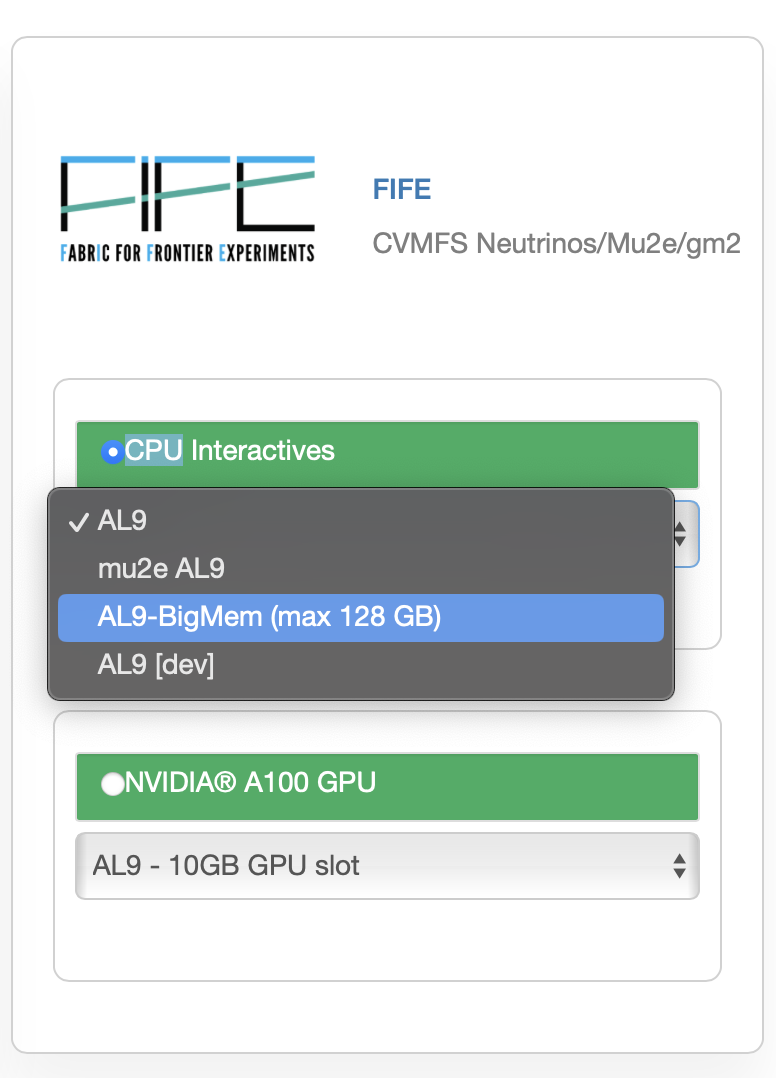 FIFE
FABRIC FOR FRONTIER EXPERIMENTS
FIFE
CVMFS Neutrinos/Mu2e/gm2
CPU Interactives
✓ AL9
mu2e AL9
AL9-BigMem (max 128 GB)
AL9 [dev]
NVIDIA® A100 GPU
AL9 - 10GB GPU slot